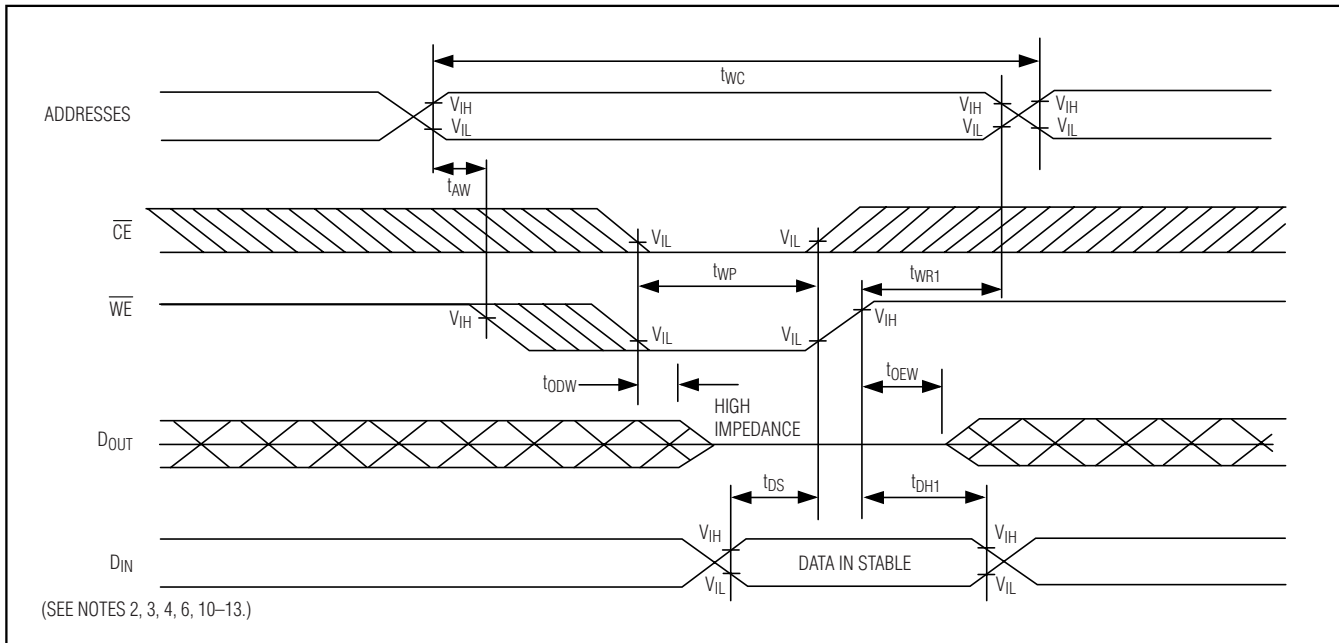 tWC
ADDRESSES
VIH
VIL
VIH
VIL
VIH
VIL
tAW
CE
VIL
VIL
tWP
tWR1
WE
VIH
VIL
VIL
VIH
tODW
tOEW
HIGH
IMPEDANCE
DOUT
tDS
tDH1
VIH
VIL
DIN
DATA IN STABLE
VIH
VIL
(SEE NOTES 2, 3, 4, 6, 10–13.)